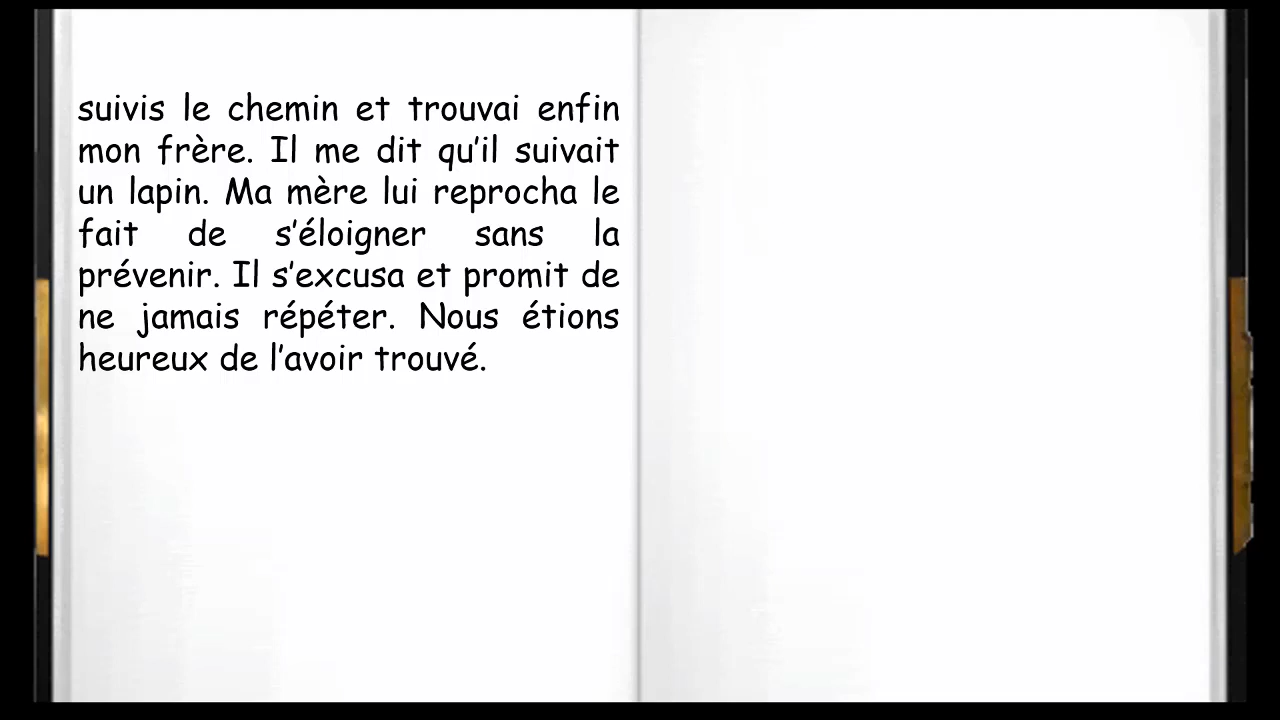 suivis le chemin et trouvai enfin
mon frère. Il me dit qu’il suivait
un lapin. Ma mère lui reprocha le
fait de s’éloigner sans la
prévenir. Il s’excusa et promit de
ne jamais répéter. Nous étions
heureux de l’avoir trouvé.